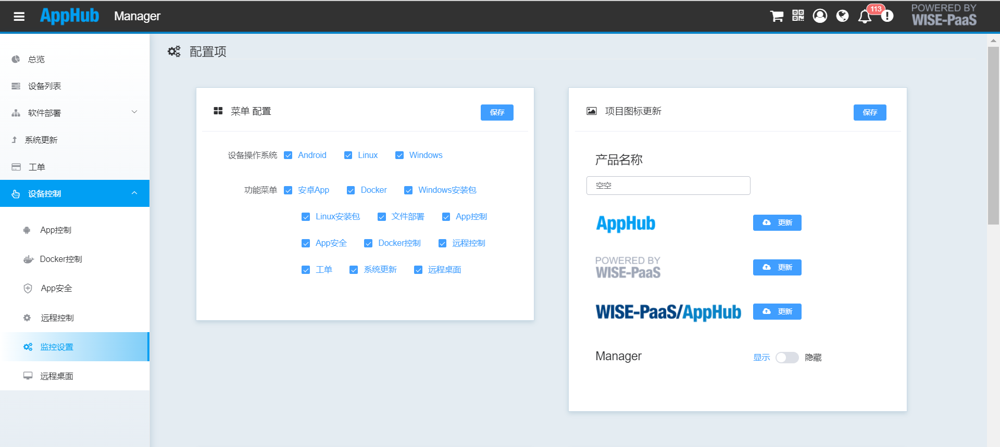 AppHub Manager 113 POWERED BY
WISE-PaaS
总览
设备列表
软件部署
系统更新
工单
设备控制
App控制
Docker控制
App安全
远程控制
监控设置
远程桌面
配置项
菜单 配置 保存
设备操作系统 Android Linux Windows
功能菜单 安卓App Docker Windows安装包
Linux安装包 文件部署 App控制
App安全 Docker控制 远程控制
工单 系统更新 远程桌面
项目图标更新 保存
产品名称
空空
AppHub 更新
POWERED BY
WISE-PaaS 更新
WISE-PaaS/AppHub 更新
Manager 显示 隐藏